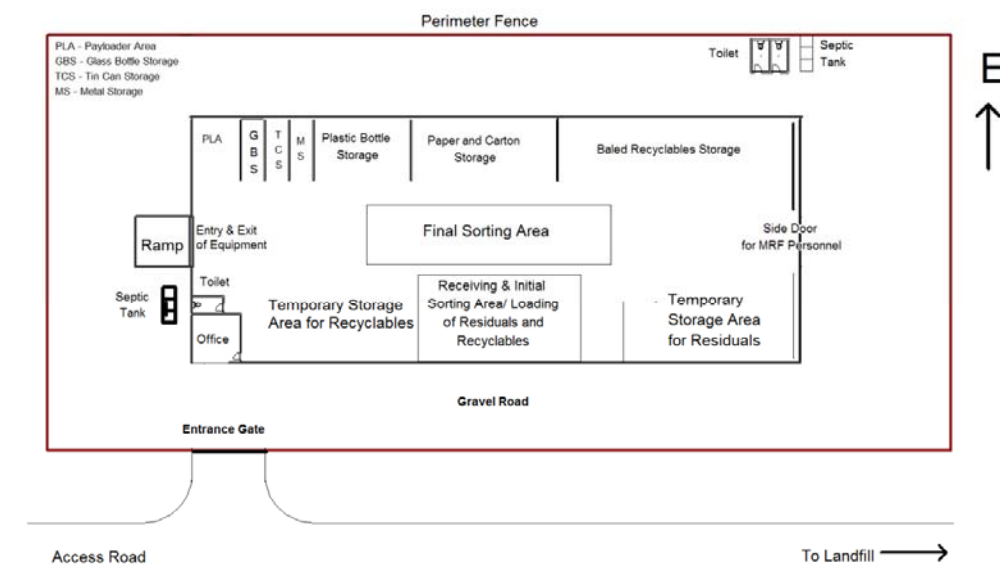 Perimeter Fence
PLA - Payloader Area
GBS - Glass Bottle Storage
TCS - Tin Can Storage
MS - Metal Storage
Toilet
Septic
Tank
E
PLA
G
B
S
T
C
S
M
S
Plastic Bottle
Storage
Paper and Carton
Storage
Baled Recyclables Storage
Ramp
Entry & Exit
of Equipment
Final Sorting Area
Side Door
for MRF Personnel
Toilet
Septic
Tank
Office
Temporary Storage
Area for Recyclables
Receiving & Initial
Sorting Area/ Loading
of Residuals and
Recyclables
Temporary
Storage Area
for Residuals
Gravel Road
Entrance Gate
Access Road
To Landfill